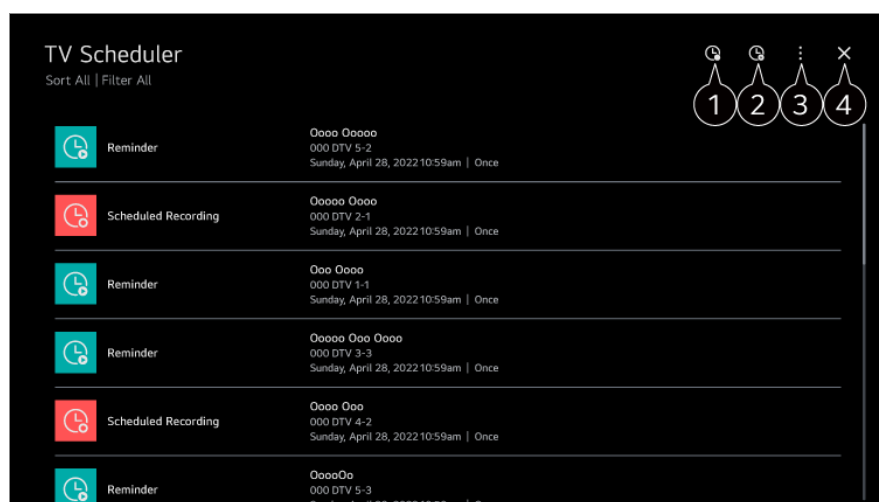 TV Scheduler
Sort All | Filter All
1 2 3 4
Reminder
Oooo Ooooo
000 DTV 5-2
Sunday, April 28, 2022 10:59am | Once
Scheduled Recording
Ooooo Oooo
000 DTV 2-1
Sunday, April 28, 2022 10:59am | Once
Reminder
Ooo Oooo
000 DTV 1-1
Sunday, April 28, 2022 10:59am | Once
Reminder
Ooooo Ooo Oooo
000 DTV 3-3
Sunday, April 28, 2022 10:59am | Once
Scheduled Recording
Oooo Ooo
000 DTV 4-2
Sunday, April 28, 2022 10:59am | Once
Reminder
OoooOo
000 DTV 5-3